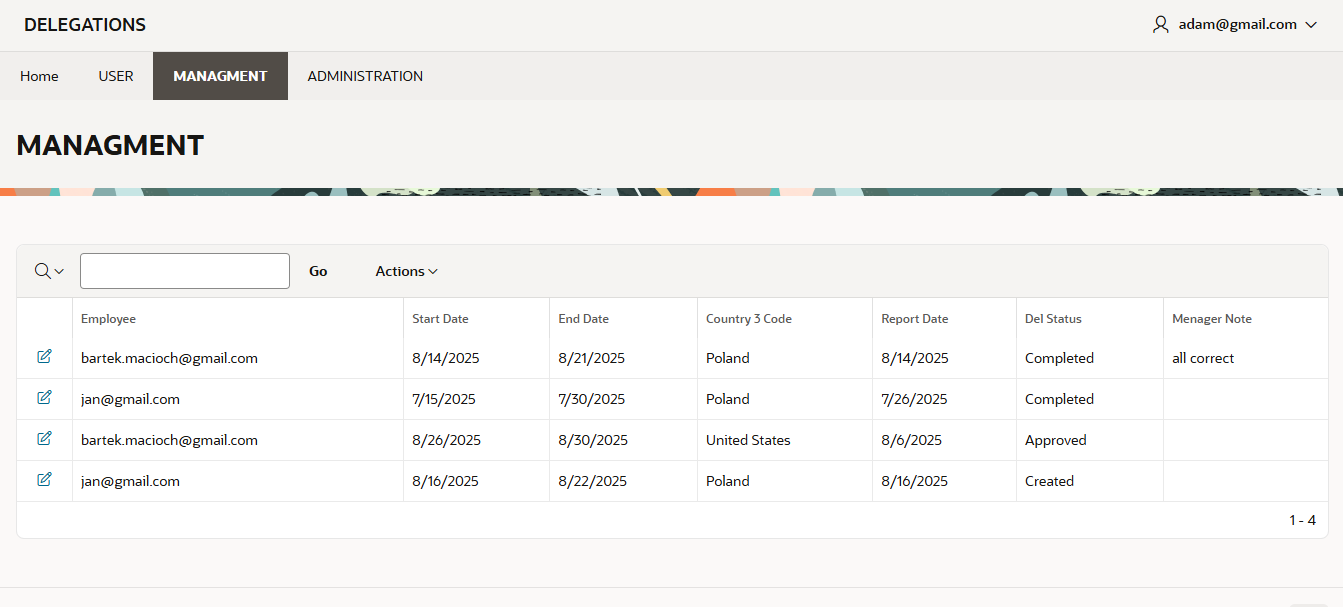 DELEGATIONS
adam@gmail.com
Home USER MANAGMENT ADMINISTRATION
MANAGMENT
Go Actions
Employee Start Date End Date Country 3 Code Report Date Del Status Menager Note
bartek.macioch@gmail.com 8/14/2025 8/21/2025 Poland 8/14/2025 Completed all correct
jan@gmail.com 7/15/2025 7/30/2025 Poland 7/26/2025 Completed
bartek.macioch@gmail.com 8/26/2025 8/30/2025 United States 8/6/2025 Approved
jan@gmail.com 8/16/2025 8/22/2025 Poland 8/16/2025 Created
1 - 4